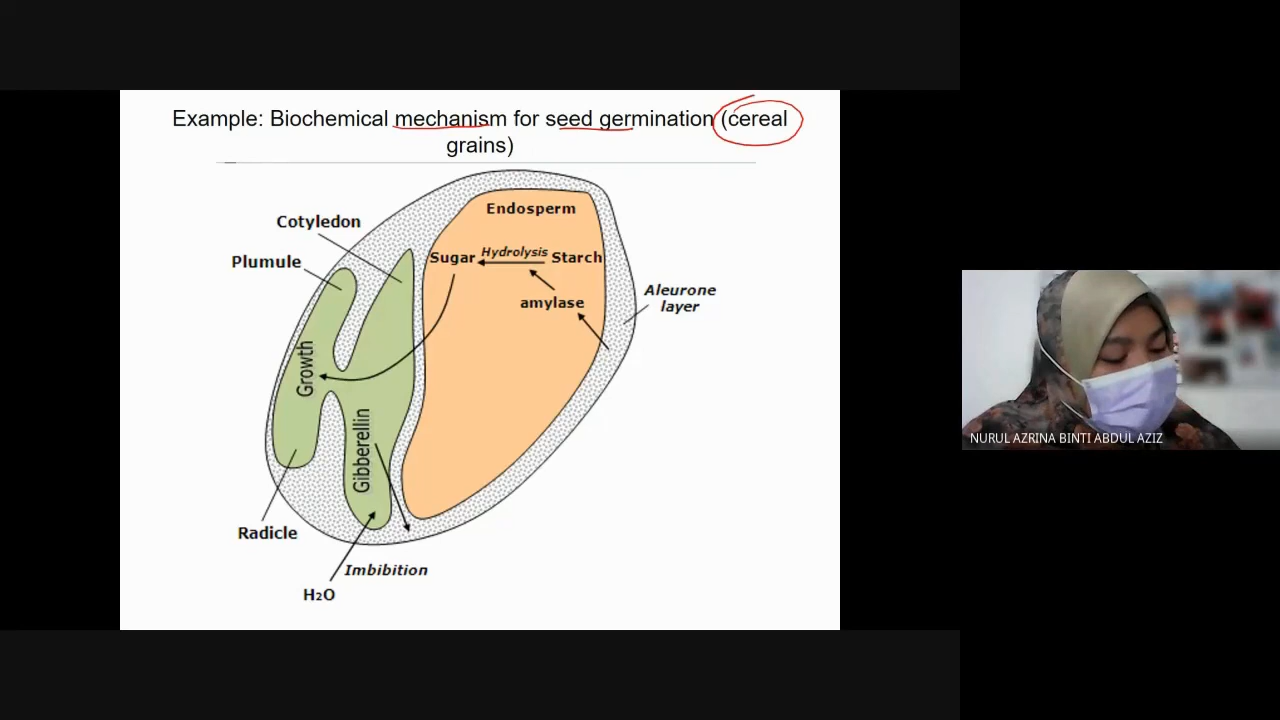 Example: Biochemical mechanism for seed germination (cereal
grains)
Endosperm
Cotyledon
Plumule
Sugar
Hydrolysis
Starch
amylase
Aleurone
layer
Growth
Gibberellin
Radicle
Imbibition
H₂O
NURUL AZRINA BINTI ABDUL AZIZ